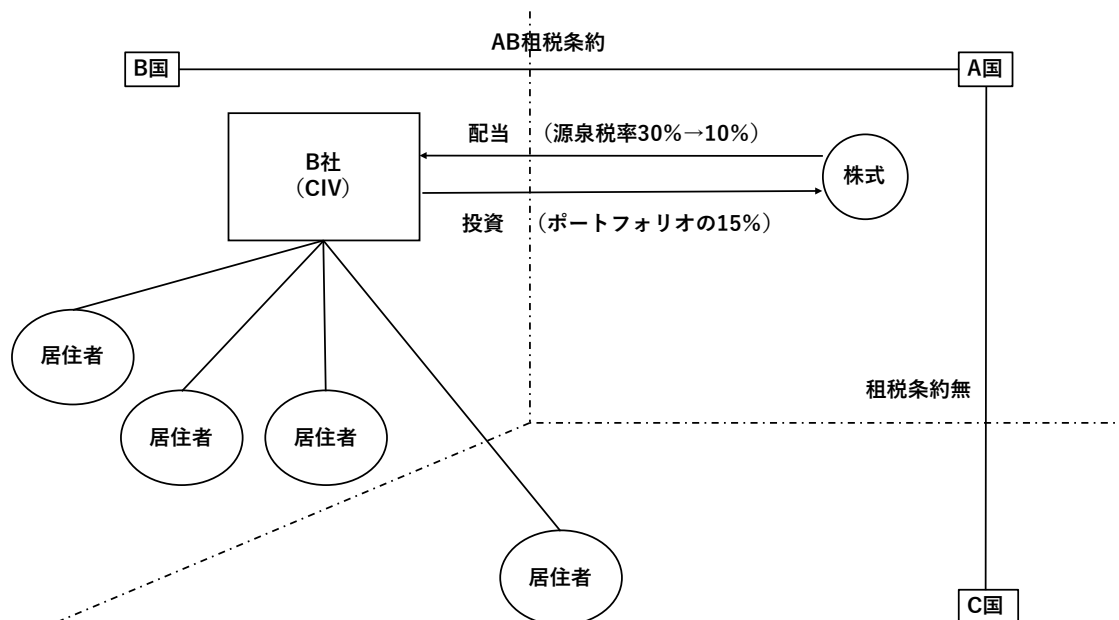 AB租税条約
B国
A国
配当 (源泉税率30%→10%)
B社
(CIV)
株式
投資 (ポートフォリオの15%)
居住者
租税条約無
居住者
居住者
居住者
C国